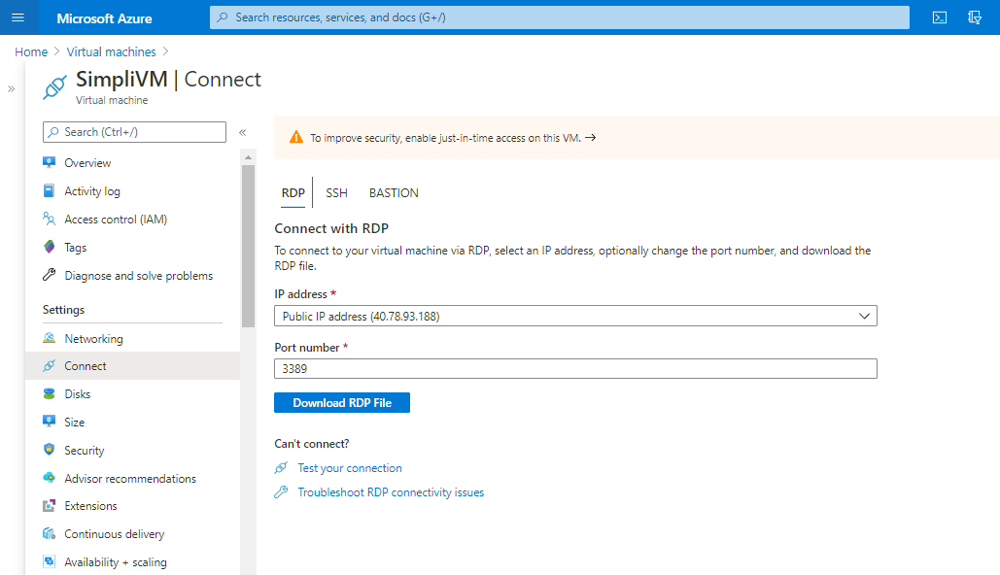 Microsoft Azure
Search resources, services, and docs (G+/)
Home > Virtual machines >
»
SimpliVM | Connect
Virtual machine
Search (Ctrl+/)
«
Overview
Activity log
Access control (IAM)
Tags
Diagnose and solve problems
Settings
Networking
Connect
Disks
Size
Security
Advisor recommendations
Extensions
Continuous delivery
Availability + scaling
To improve security, enable just-in-time access on this VM. →
RDP SSH BASTION
Connect with RDP
To connect to your virtual machine via RDP, select an IP address, optionally change the port number, and download the
RDP file.
IP address *
Public IP address (40.78.93.188)
Port number *
3389
Download RDP File
Can't connect?
Test your connection
Troubleshoot RDP connectivity issues